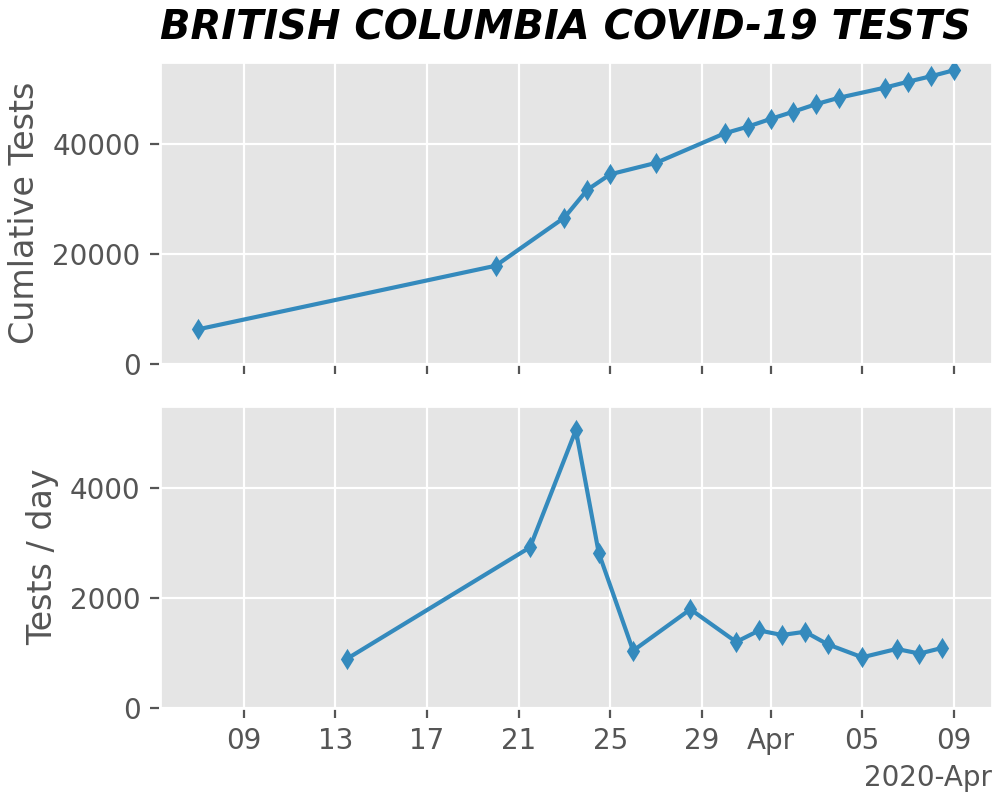 BRITISH COLUMBIA COVID-19 TESTS
Cumlative Tests
40000
20000
0
Tests / day
4000
2000
0
09 13 17 21 25 29 Apr 05 09
2020-Apr